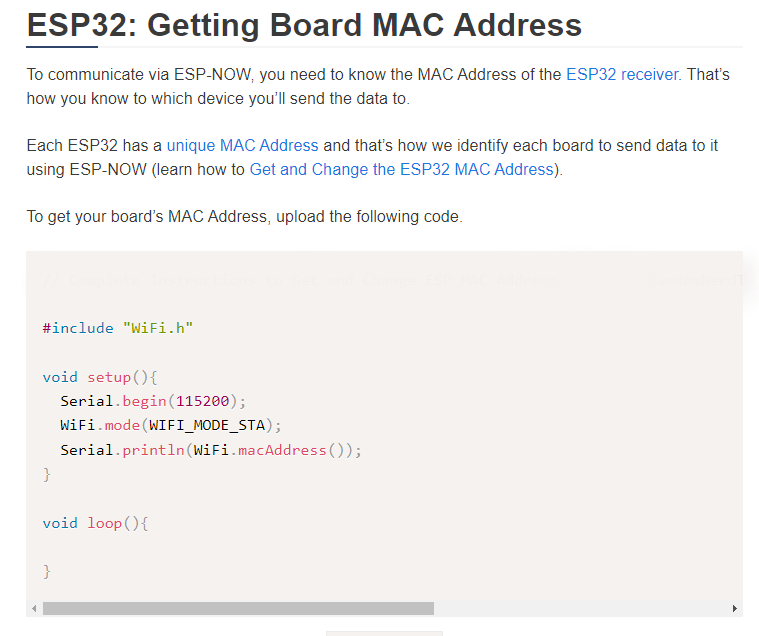 ESP32: Getting Board MAC Address
To communicate via ESP-NOW, you need to know the MAC Address of the ESP32 receiver. That’s
how you know to which device you’ll send the data to.
Each ESP32 has a unique MAC Address and that’s how we identify each board to send data to it
using ESP-NOW (learn how to Get and Change the ESP32 MAC Address).
To get your board’s MAC Address, upload the following code.
#include "WiFi.h"
void setup(){
  Serial.begin(115200);
  WiFi.mode(WIFI_MODE_STA);
  Serial.println(WiFi.macAddress());
}
void loop(){
}